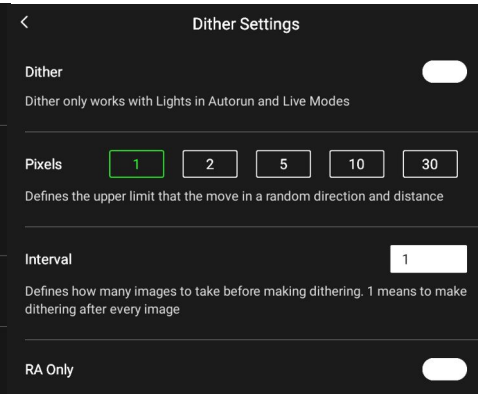 Dither Settings
Dither
Dither only works with Lights in Autorun and Live Modes
Pixels 1 2 5 10 30
Defines the upper limit that the move in a random direction and distance
Interval 1
Defines how many images to take before making dithering. 1 means to make
dithering after every image
RA Only